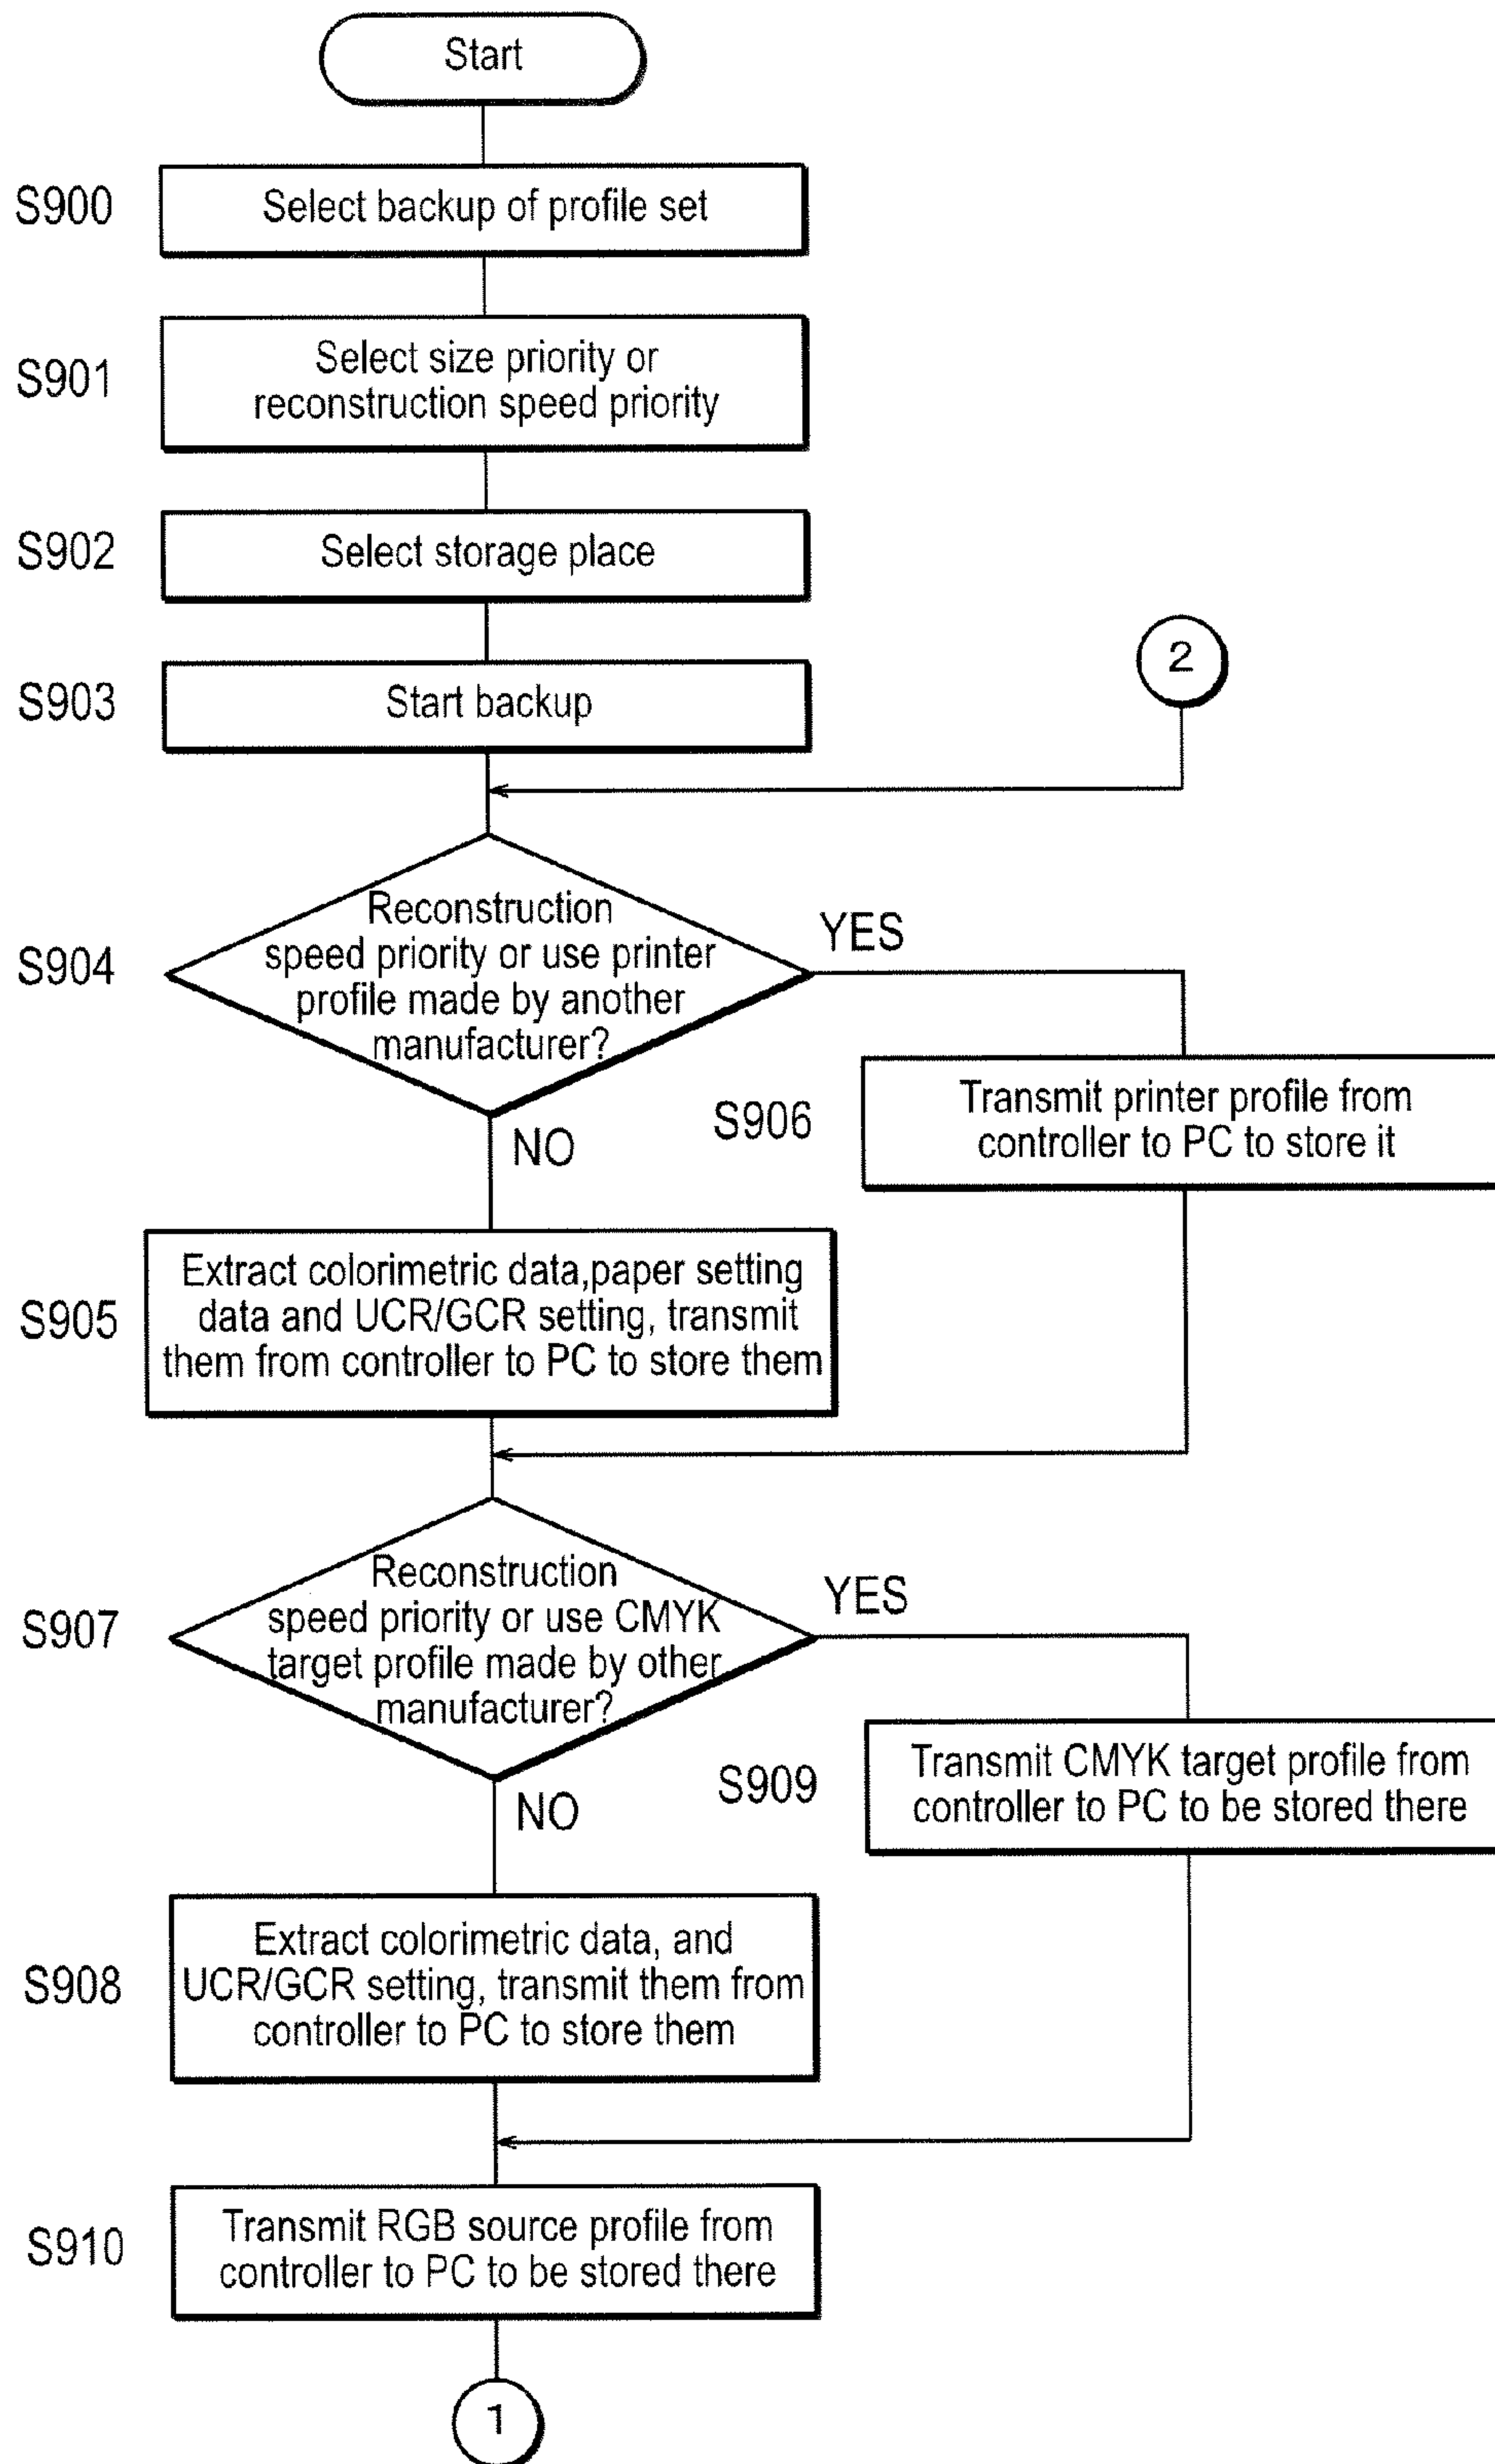 Start
S900
Select backup of profile set
S901
Select size priority or
reconstruction speed priority
S902
Select storage place
2
S903
Start backup
S904
Reconstruction
speed priority or use printer
profile made by another
manufacturer?
YES
NO
S906
Transmit printer profile from
controller to PC to store it
S905
Extract colorimetric data,paper setting
data and UCR/GCR setting, transmit
them from controller to PC to store them
S907
Reconstruction
speed priority or use CMYK
target profile made by other
manufacturer?
YES
NO
S909
Transmit CMYK target profile from
controller to PC to be stored there
S908
Extract colorimetric data, and
UCR/GCR setting, transmit them from
controller to PC to store them
S910
Transmit RGB source profile from
controller to PC to be stored there
1